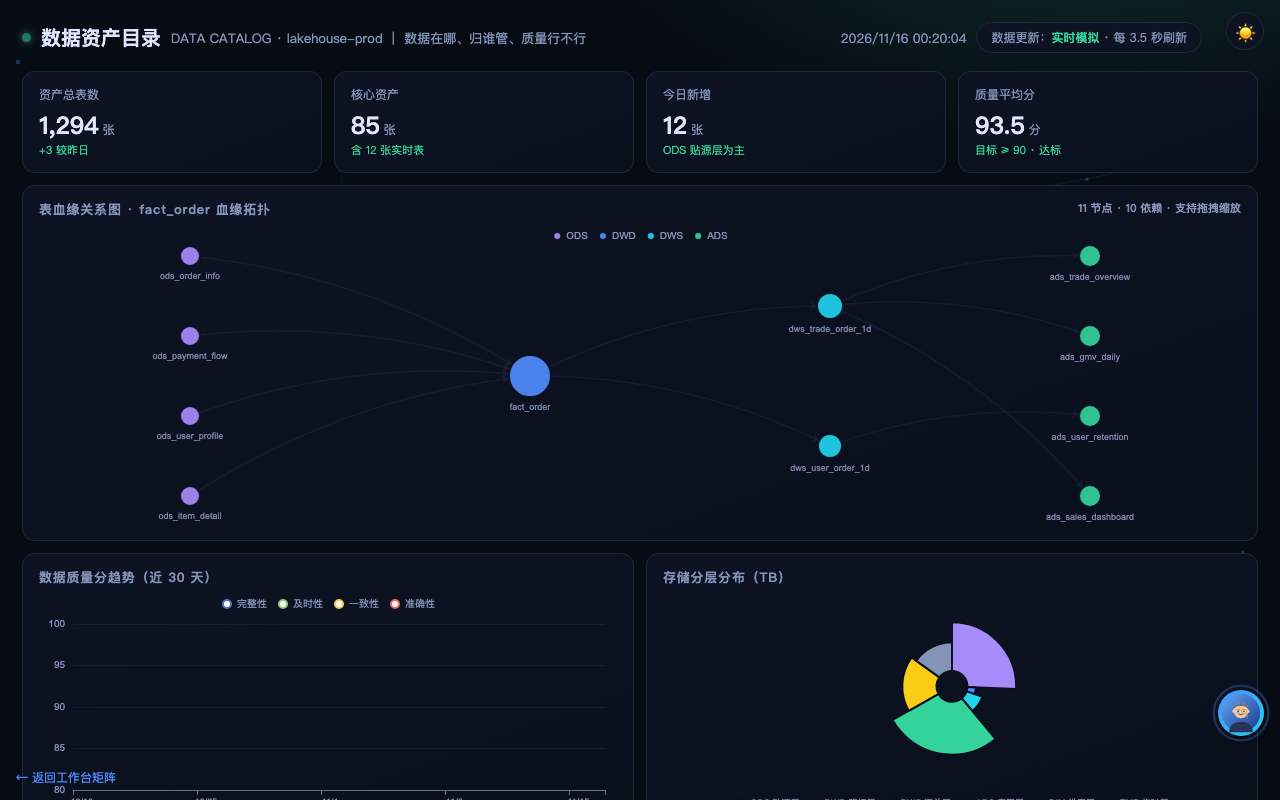 数据资产目录 DATA CATALOG · lakehouse-prod | 数据在哪、归谁管、质量行不行
2026/11/16 00:20:04
数据更新: 实时模拟 · 每 3.5 秒刷新
资产总表数
1,294 张
+3 较昨日
核心资产
85 张
含 12 张实时表
今日新增
12 张
ODS 贴源层为主
质量平均分
93.5 分
目标 ≥ 90 · 达标
表血缘关系图 · fact_order 血缘拓扑
11 节点 · 10 依赖 · 支持拖拽缩放
ODS DWD DWS ADS
ods_order_info
ods_payment_flow
ods_user_profile
ods_item_detail
fact_order
dws_trade_order_1d
dws_user_order_1d
ads_trade_overview
ads_gmv_daily
ads_user_retention
ads_sales_dashboard
数据质量分趋势（近 30 天）
完整性 及时性 一致性 准确性
100
95
90
85
80
存储分层分布（TB）
← 返回工作台矩阵